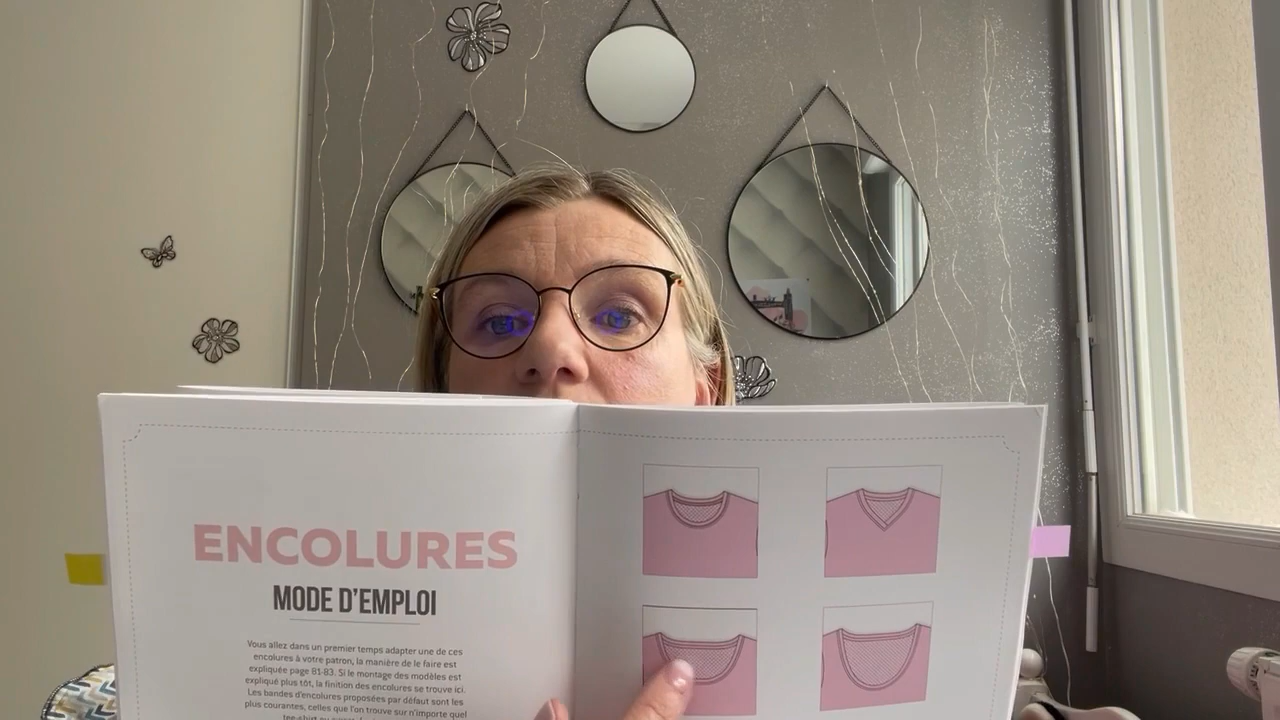 ENCOLURES
MODE D'EMPLOI
Vous allez dans un premier temps adapter une de ces
encolures à votre patron, la manière de le faire est
expliquée page 81-83. Si le montage des modèles est
expliqué plus tôt, la finition des encolures se trouve ici.
Les bandes d'encolures proposées par défaut sont les
plus courantes, celles que l'on trouve sur n'importe quel
tee-shirt